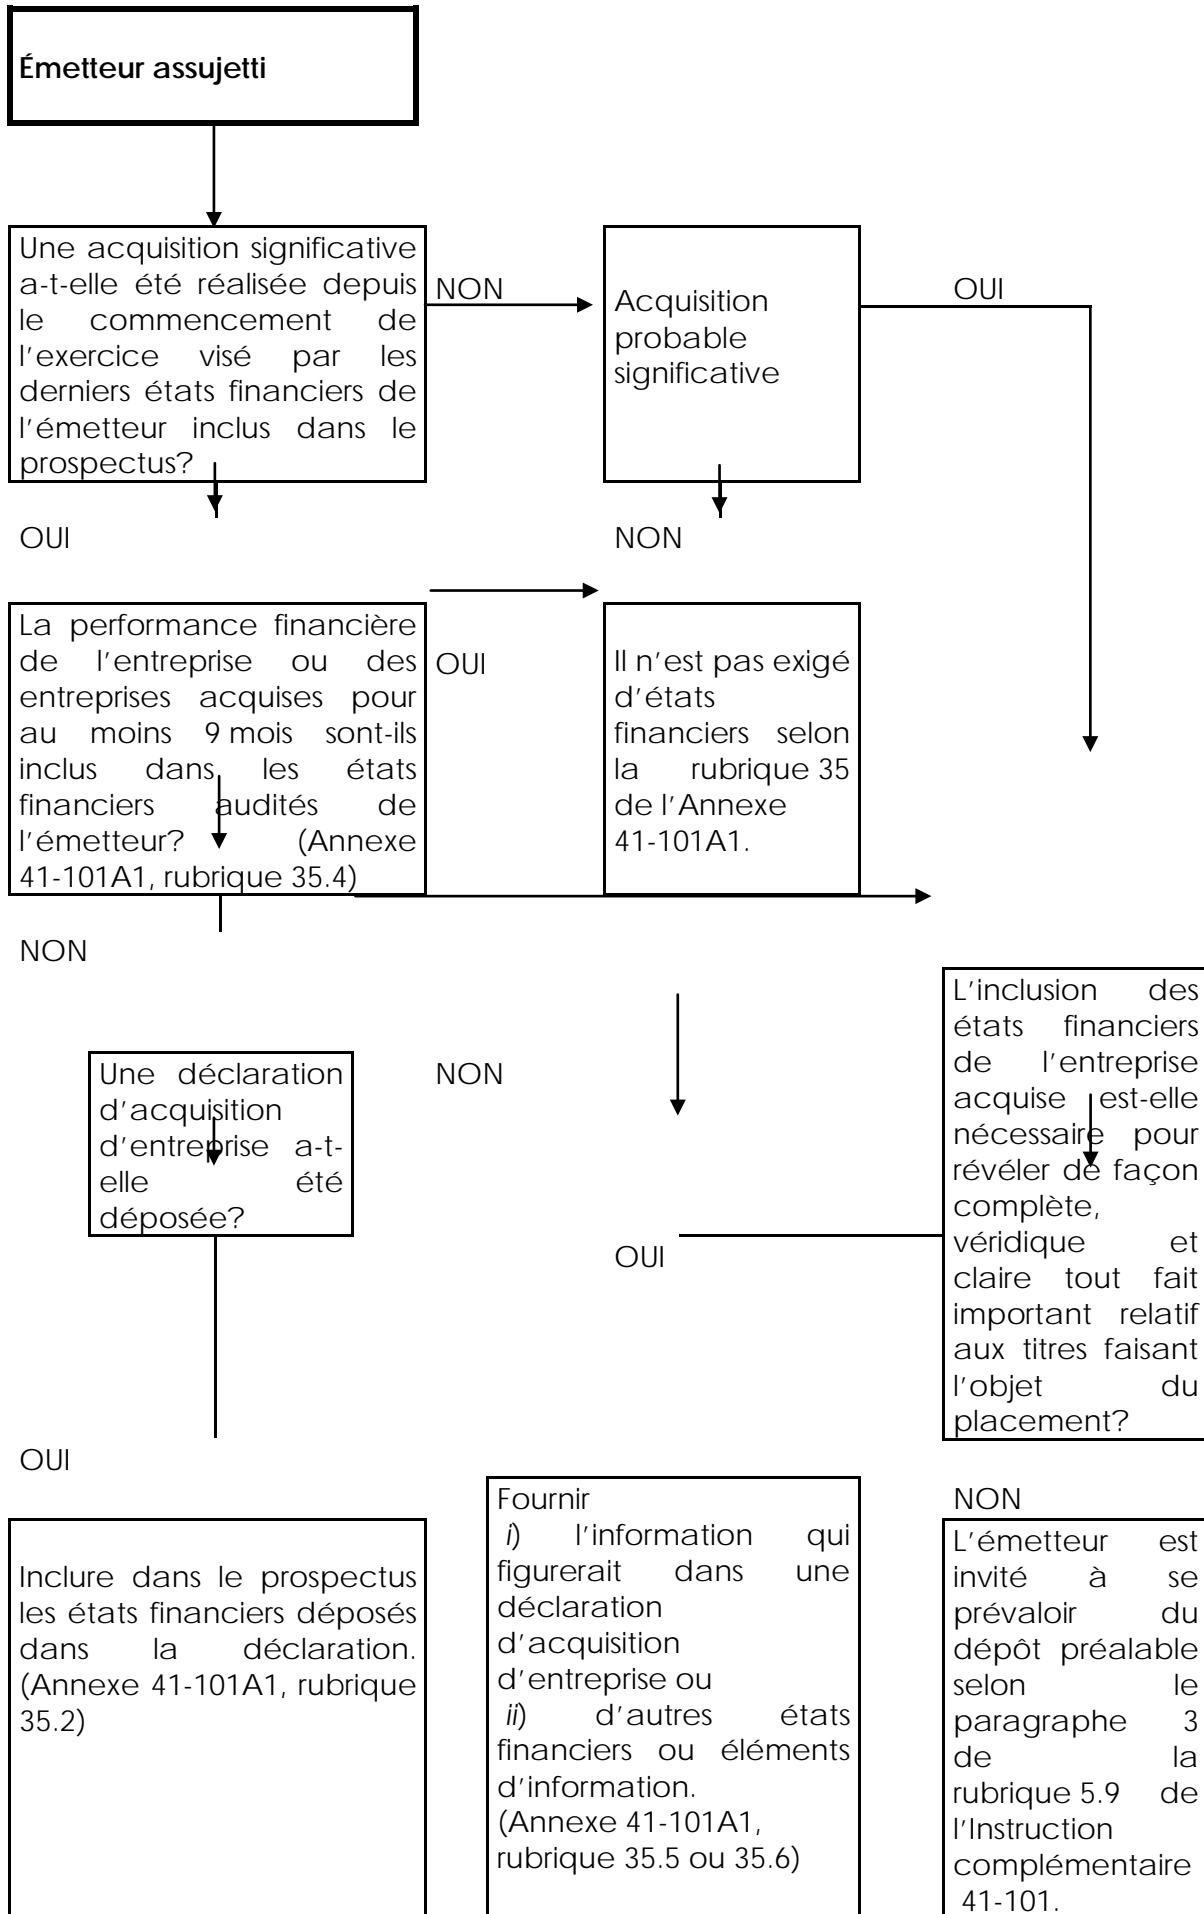 Émetteur assujetti
Une acquisition significative
a-t-elle été réalisée depuis
le commencement de
l'exercice visé par les
derniers états financiers de
l'émetteur inclus dans le
prospectus?
NON
Acquisition
probable
significative
OUI
OUI
NON
La performance financière
de l'entreprise ou des
entreprises acquises pour
au moins 9 mois sont-ils
inclus dans les états
financiers audités de
l'émetteur? (Annexe
41-101A1, rubrique 35.4)
OUI
Il n'est pas exigé
d'états
financiers selon
la rubrique 35
de l'Annexe
41-101A1.
NON
Une déclaration
d'acquisition
d'entreprise a-t-
elle été
déposée?
NON
OUI
L'inclusion des
états financiers
de l'entreprise
acquise est-elle
nécessaire pour
révéler de façon
complète,
véridique et
claire tout fait
important relatif
aux titres faisant
l'objet du
placement?
OUI
Inclure dans le prospectus
les états financiers déposés
dans la déclaration.
(Annexe 41-101A1, rubrique
35.2)
Fournir
i) l'information qui
figurerait dans une
déclaration
d'acquisition
d'entreprise ou
ii) d'autres états
financiers ou éléments
d'information.
(Annexe 41-101A1,
rubrique 35.5 ou 35.6)
NON
L'émetteur est
invité à se
prévaloir du
dépôt préalable
selon le
paragraphe 3
de la
rubrique 5.9 de
l'Instruction
complémentaire
41-101.